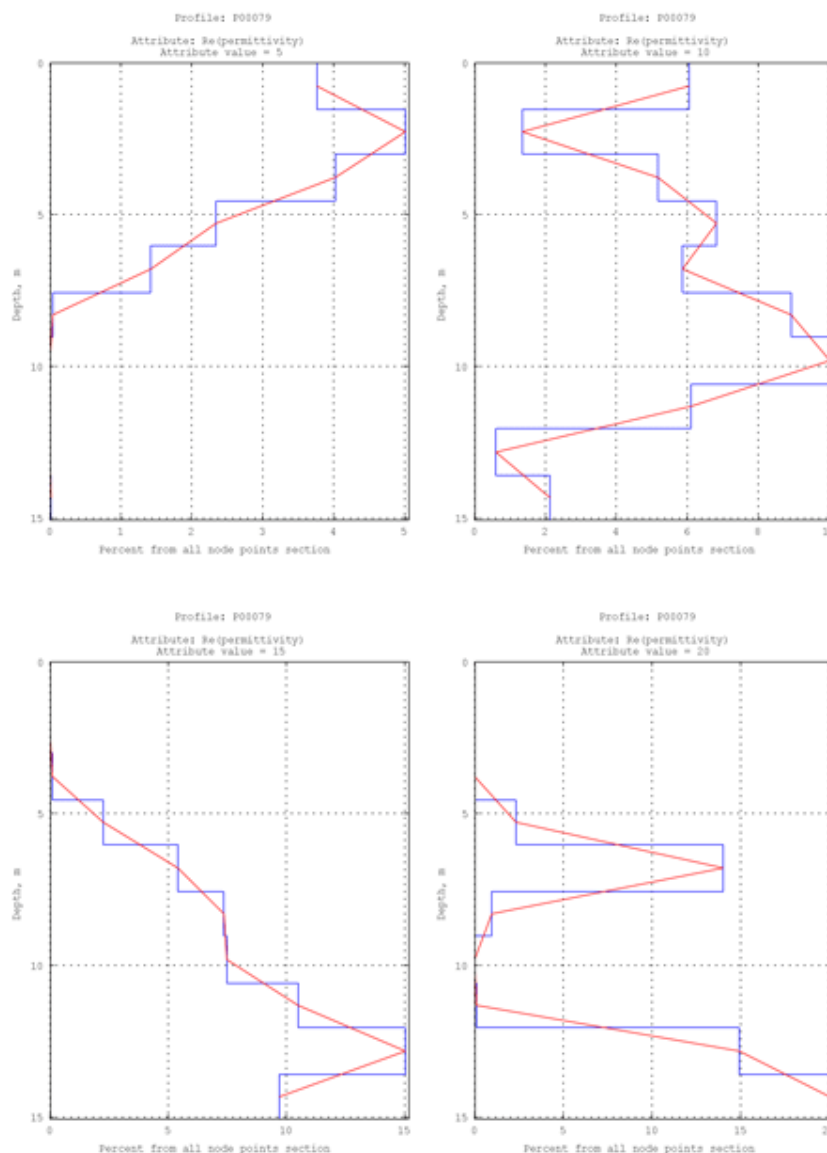 Profile: P00079
Attribute: Re(permittivity)
Attribute value = 5
0
5
10
15
Depth, m
0 1 2 3 4 5
Percent from all node points section
Profile: P00079
Attribute: Re(permittivity)
Attribute value = 10
0
5
10
15
Depth, m
0 2 4 6 8
Percent from all node points section
Profile: P00079
Attribute: Re(permittivity)
Attribute value = 15
0
5
10
15
Depth, m
0 5 10 15
Percent from all node points section
Profile: P00079
Attribute: Re(permittivity)
Attribute value = 20
0
5
10
15
Depth, m
0 5 10 15
Percent from all node points section